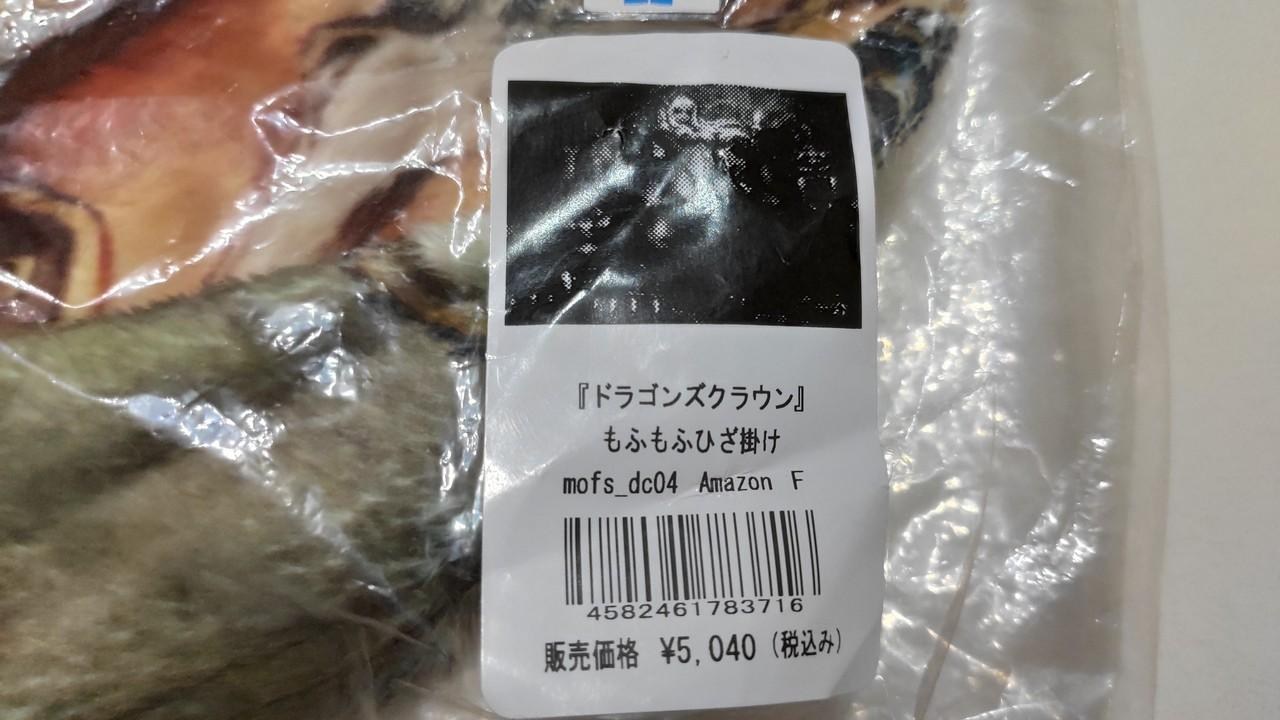 『ドラゴンズクラウン』
もふもふひざ掛け
mofs_dc04 Amazon F
4582461783716
販売価格 ¥5,040 (税込み)